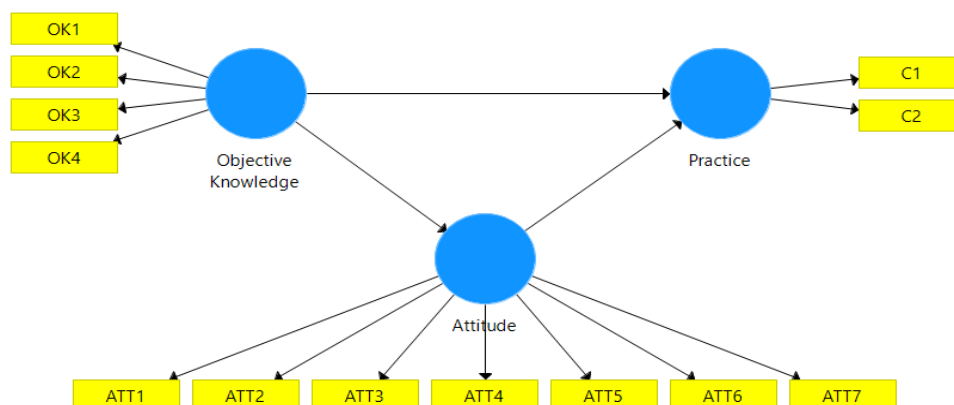 OK1
OK2
OK3
OK4
Objective
Knowledge
Practice
C1
C2
Attitude
ATT1
ATT2
ATT3
ATT4
ATT5
ATT6
ATT7